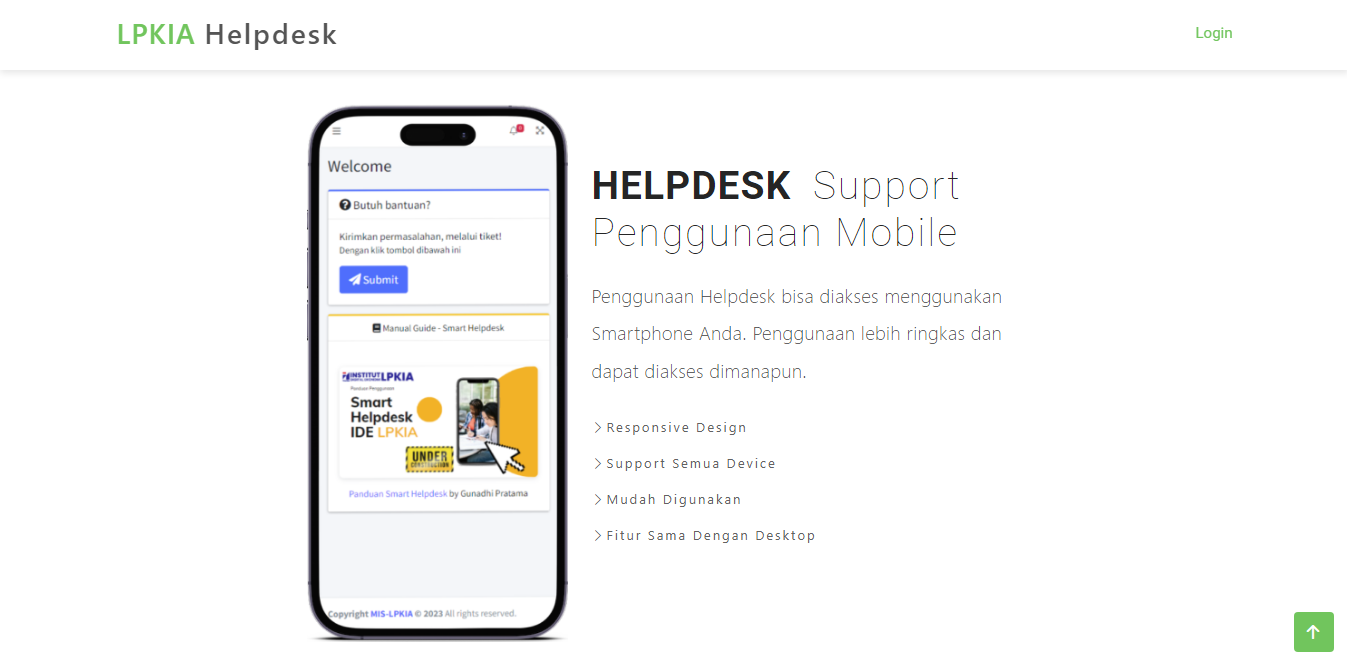 LPKIA Helpdesk
Login
Welcome
Butuh bantuan?
Kirimkan permasalahan, melalui tiket!
Dengan klik tombol dibawah ini
Submit
Manual Guide - Smart Helpdesk
INSTITUT LPKIA
Panduan Penggunaan
Smart
Helpdesk
IDE LPKIA
UNDER
CONSTRUCTION
Panduan Smart Helpdesk by Gunadhi Pratama
Copyright MIS-LPKIA © 2023 All rights reserved.
HELPDESK Support
Penggunaan Mobile
Penggunaan Helpdesk bisa diakses menggunakan
Smartphone Anda. Penggunaan lebih ringkas dan
dapat diakses dimanapun.
Responsive Design
Support Semua Device
Mudah Digunakan
Fitur Sama Dengan Desktop